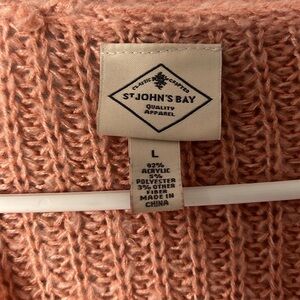 CLASSIC CRAFTED
ST JOHN'S BAY
QUALITY
APPAREL
L
92%
ACRYLIC
5%
POLYESTER
3% OTHER
FIBER
MADE IN
CHINA